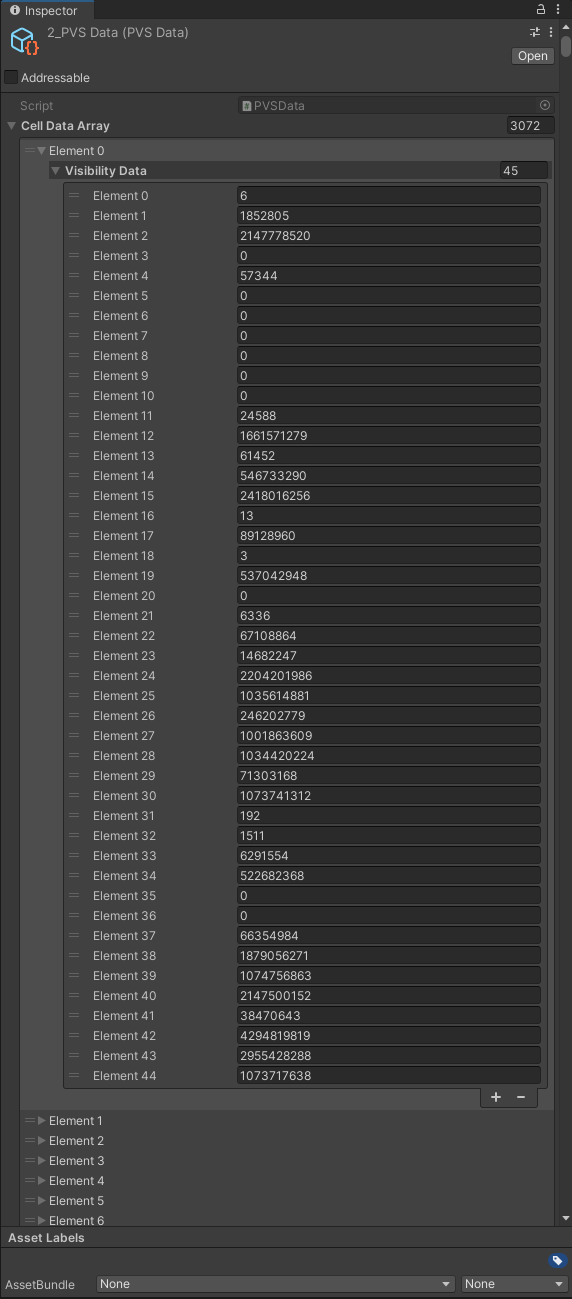 Inspector
2_PVS Data (PVS Data)
Open
Addressable
Script PVSData
Cell Data Array 3072
Element 0
Visibility Data 45
Element 0 6
Element 1 1852805
Element 2 2147778520
Element 3 0
Element 4 57344
Element 5 0
Element 6 0
Element 7 0
Element 8 0
Element 9 0
Element 10 0
Element 11 24588
Element 12 1661571279
Element 13 61452
Element 14 546733290
Element 15 2418016256
Element 16 13
Element 17 89128960
Element 18 3
Element 19 537042948
Element 20 0
Element 21 6336
Element 22 67108864
Element 23 14682247
Element 24 2204201986
Element 25 1035614881
Element 26 246202779
Element 27 1001863609
Element 28 1034420224
Element 29 71303168
Element 30 1073741312
Element 31 192
Element 32 1511
Element 33 6291554
Element 34 522682368
Element 35 0
Element 36 0
Element 37 66354984
Element 38 1879056271
Element 39 1074756863
Element 40 2147500152
Element 41 38470643
Element 42 4294819819
Element 43 2955428288
Element 44 1073717638
Element 1
Element 2
Element 3
Element 4
Element 5
Element 6
Asset Labels
AssetBundle None None